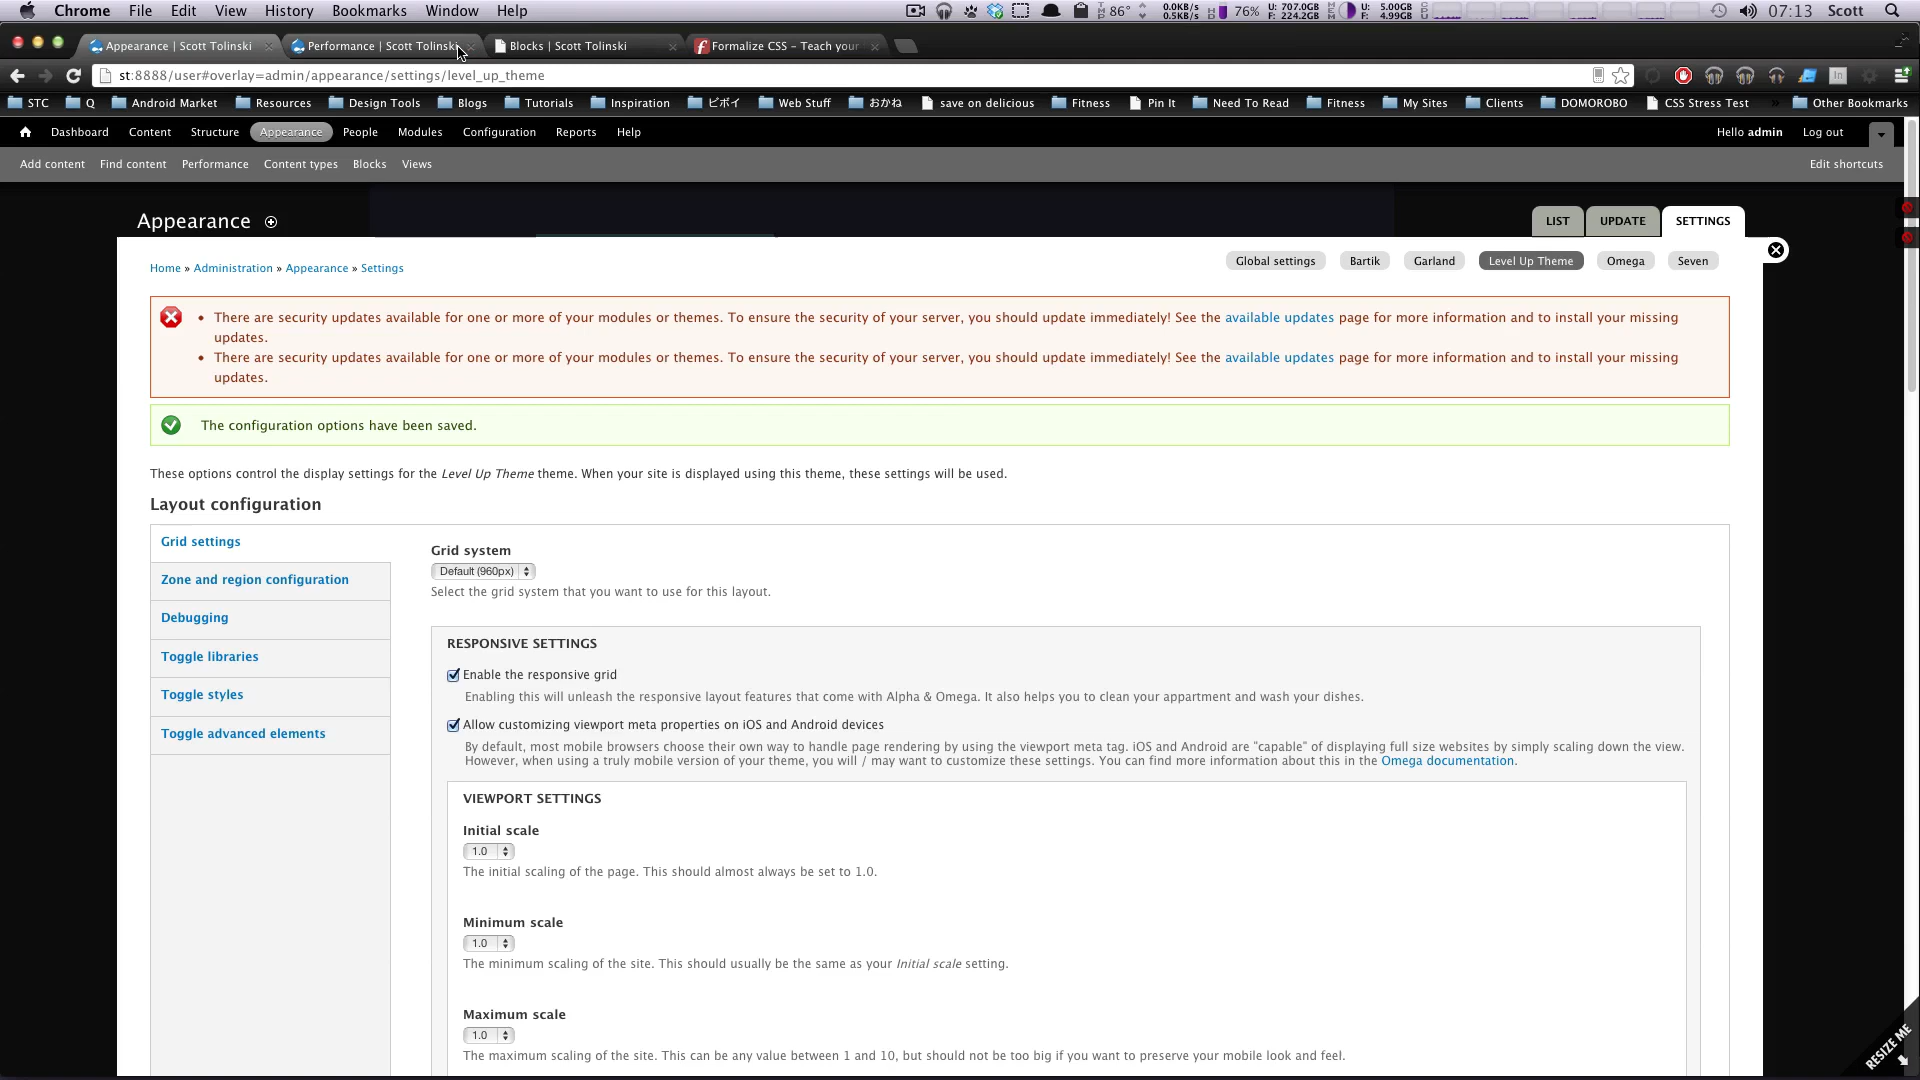 Chrome File Edit View History Bookmarks Window Help 86° 0.0KB/s 0.5KB/s 76% U: 707.0GB F: 224.2GB U: 5.00GB F: 4.99GB 07:13 Scott
Appearance | Scott Tolinski Performance | Scott Tolinski Blocks | Scott Tolinski Formalize CSS – Teach your
st:8888/user#overlay=admin/appearance/settings/level_up_theme
STC Q Android Market Resources Design Tools Blogs Tutorials Inspiration ビボイ Web Stuff おかね save on delicious Fitness Pin It Need To Read Fitness My Sites Clients DOMOROBO CSS Stress Test » Other Bookmarks
Dashboard Content Structure Appearance People Modules Configuration Reports Help Hello admin Log out
Add content Find content Performance Content types Blocks Views Edit shortcuts
Appearance LIST UPDATE SETTINGS
Home » Administration » Appearance » Settings Global settings Bartik Garland Level Up Theme Omega Seven
• There are security updates available for one or more of your modules or themes. To ensure the security of your server, you should update immediately! See the available updates page for more information and to install your missing
updates.
• There are security updates available for one or more of your modules or themes. To ensure the security of your server, you should update immediately! See the available updates page for more information and to install your missing
updates.
The configuration options have been saved.
These options control the display settings for the Level Up Theme theme. When your site is displayed using this theme, these settings will be used.
Layout configuration
Grid settings
Zone and region configuration
Debugging
Toggle libraries
Toggle styles
Toggle advanced elements
Grid system
Default (960px)
Select the grid system that you want to use for this layout.
RESPONSIVE SETTINGS
Enable the responsive grid
Enabling this will unleash the responsive layout features that come with Alpha & Omega. It also helps you to clean your appartment and wash your dishes.
Allow customizing viewport meta properties on iOS and Android devices
By default, most mobile browsers choose their own way to handle page rendering by using the viewport meta tag. iOS and Android are "capable" of displaying full size websites by simply scaling down the view.
However, when using a truly mobile version of your theme, you will / may want to customize these settings. You can find more information about this in the Omega documentation.
VIEWPORT SETTINGS
Initial scale
1.0
The initial scaling of the page. This should almost always be set to 1.0.
Minimum scale
1.0
The minimum scaling of the site. This should usually be the same as your Initial scale setting.
Maximum scale
1.0
The maximum scaling of the site. This can be any value between 1 and 10, but should not be too big if you want to preserve your mobile look and feel.
RESIZE ME